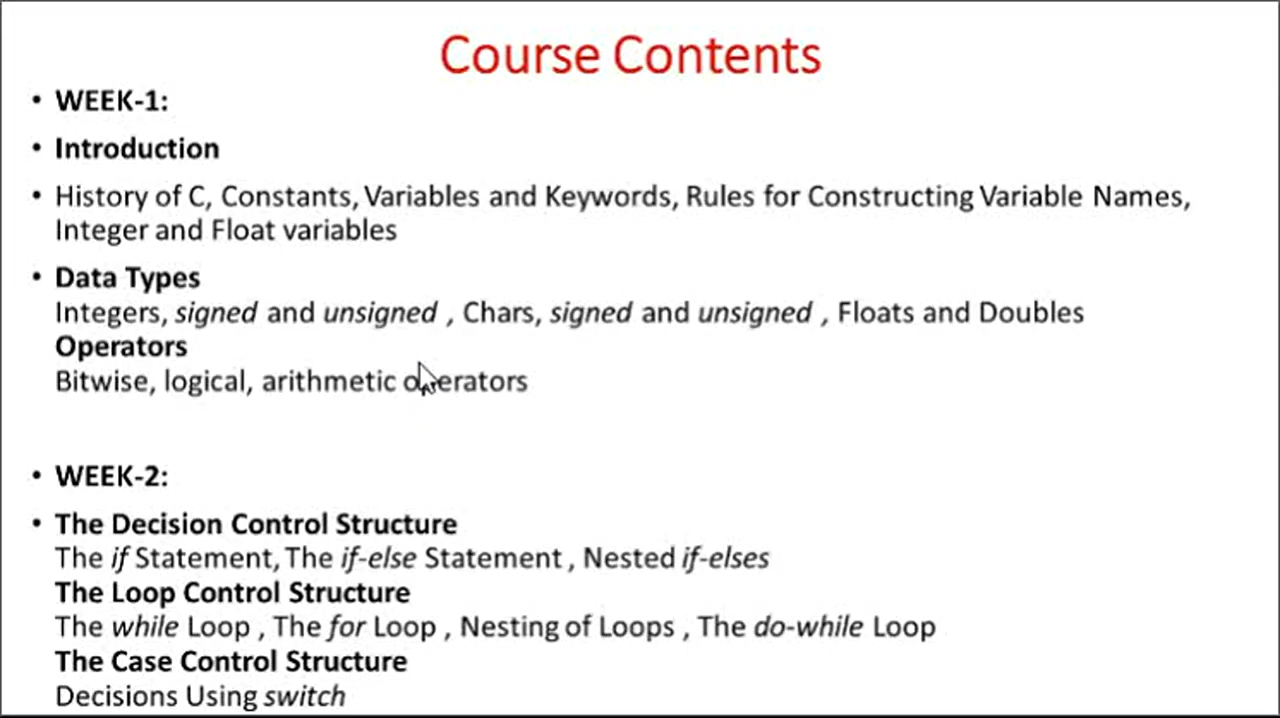 Course Contents
• WEEK-1:
• Introduction
• History of C, Constants, Variables and Keywords, Rules for Constructing Variable Names,
Integer and Float variables
• Data Types
Integers, signed and unsigned , Chars, signed and unsigned , Floats and Doubles
Operators
Bitwise, logical, arithmetic operators
• WEEK-2:
• The Decision Control Structure
The if Statement, The if-else Statement , Nested if-elses
The Loop Control Structure
The while Loop , The for Loop , Nesting of Loops , The do-while Loop
The Case Control Structure
Decisions Using switch